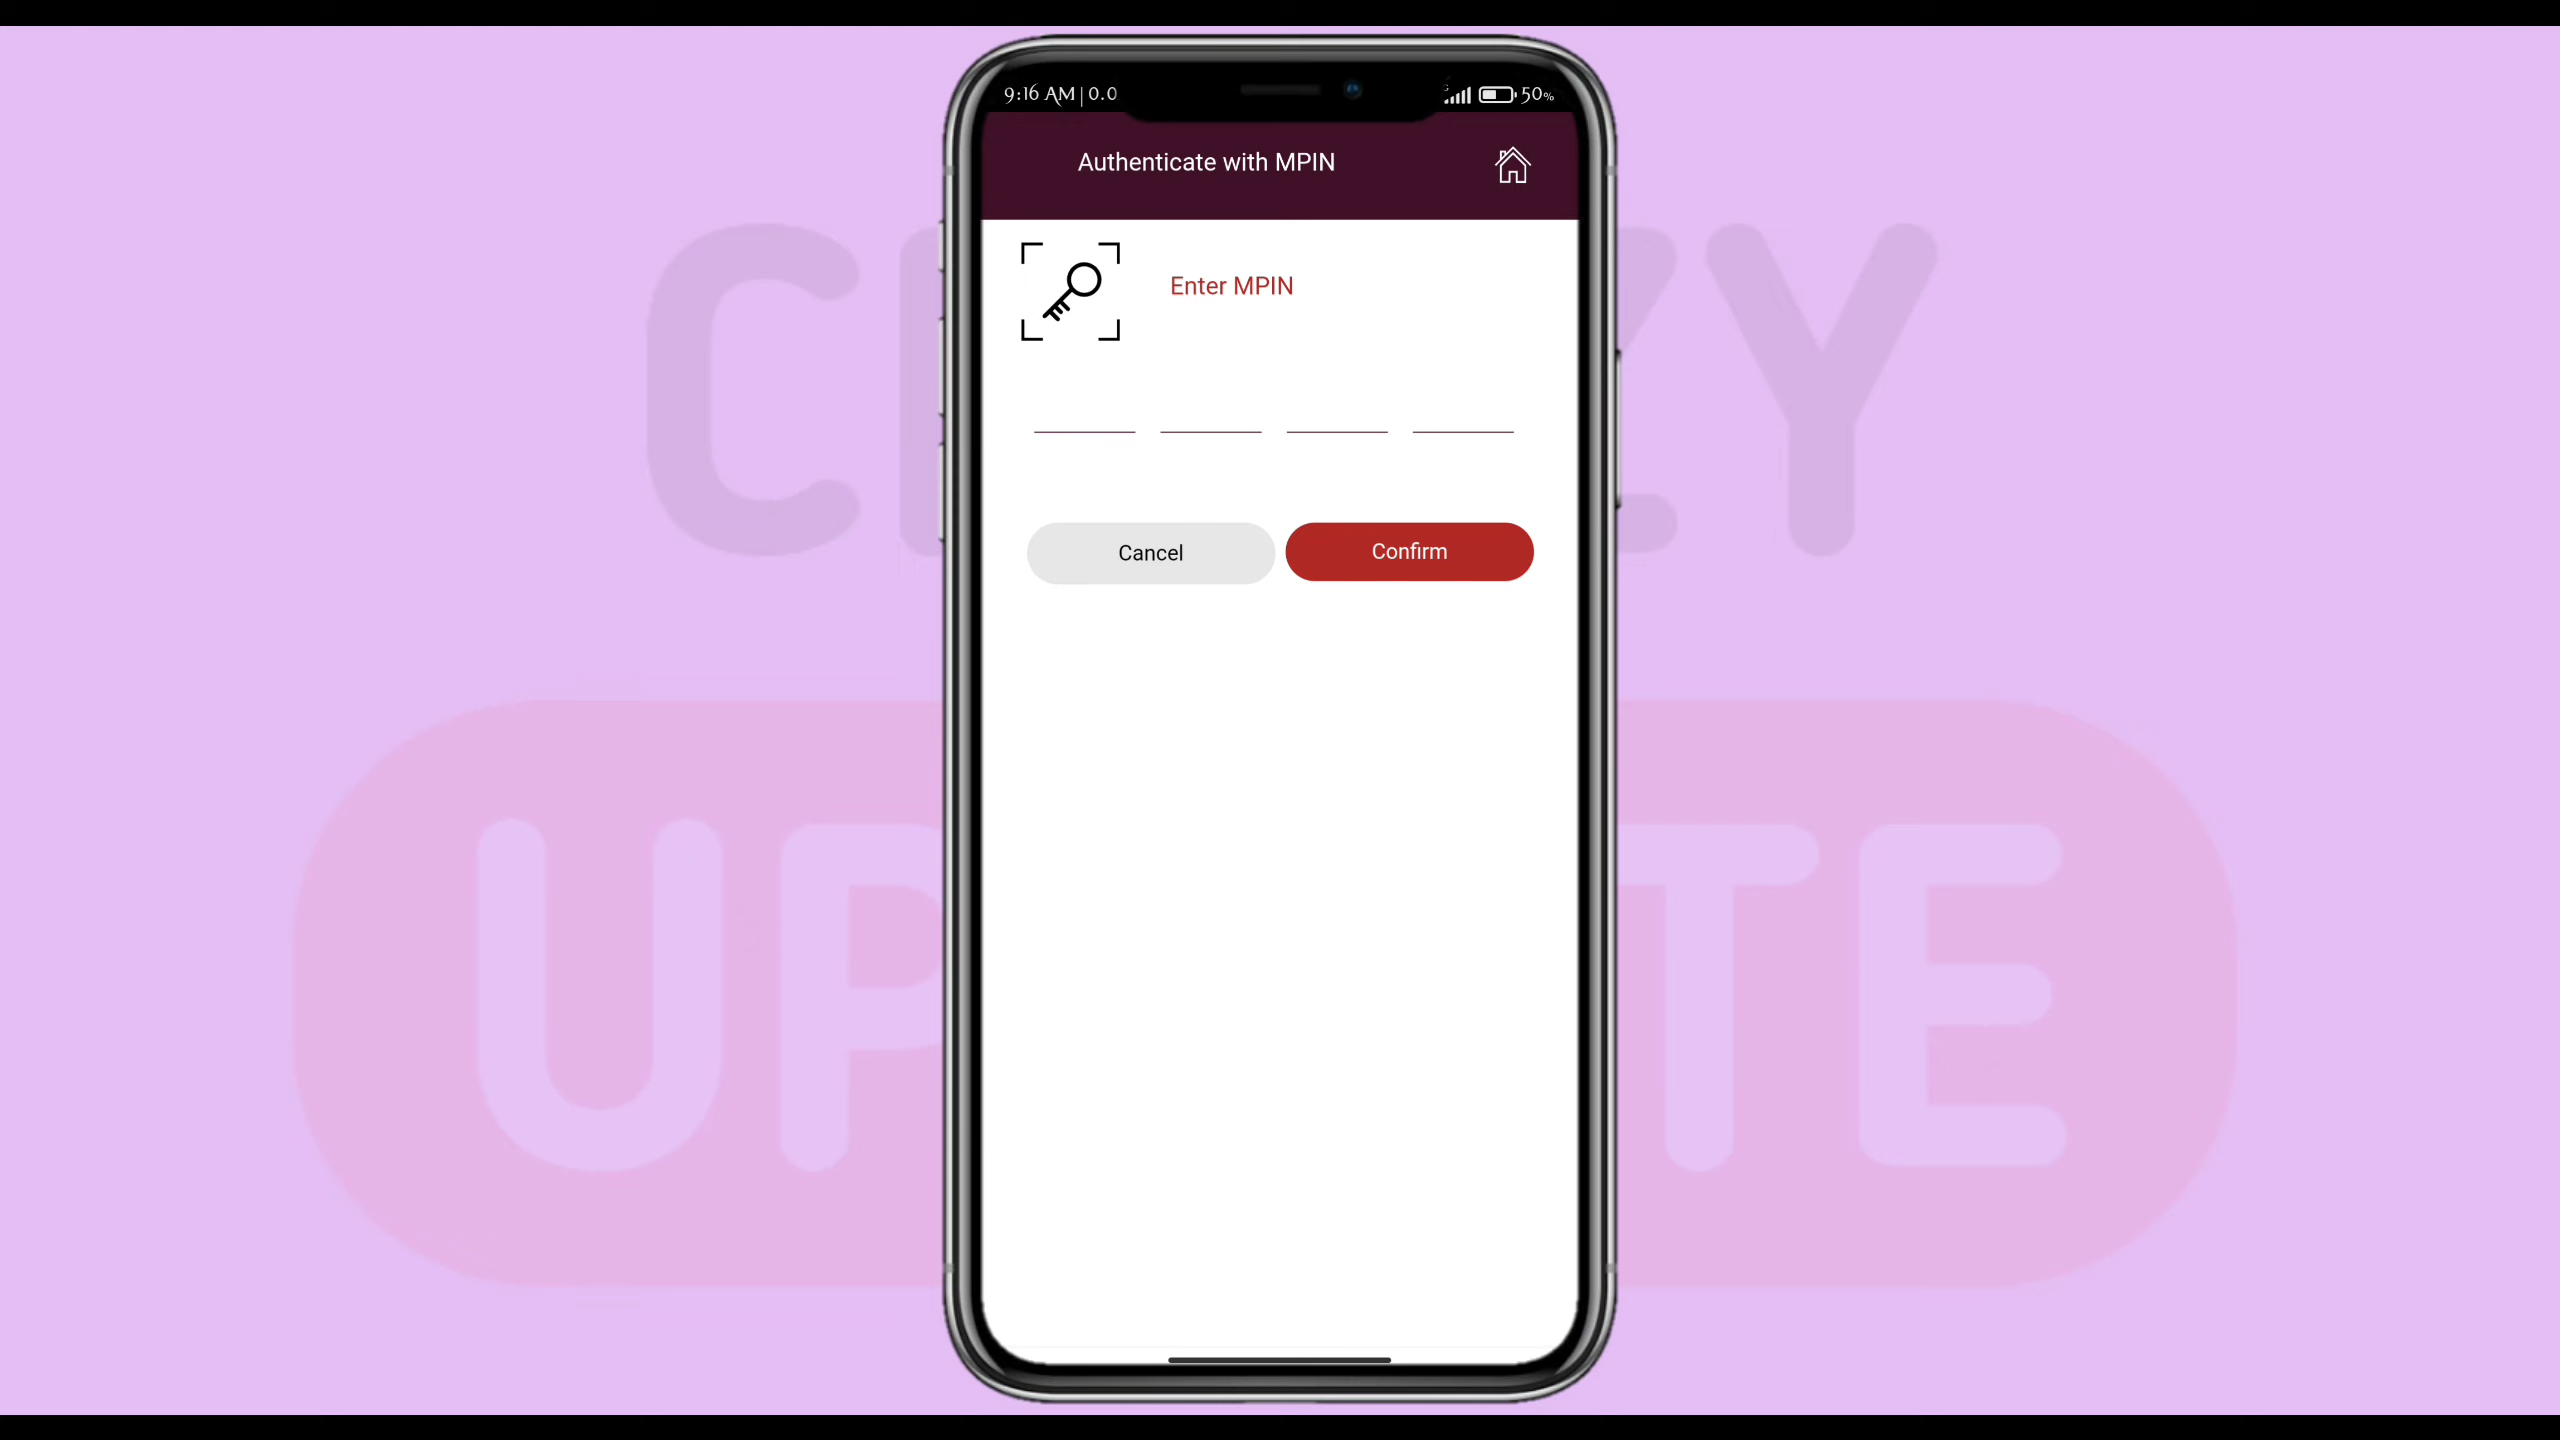 9:16 AM | 0.0
50%
Authenticate with MPIN
Enter MPIN
Cancel
Confirm